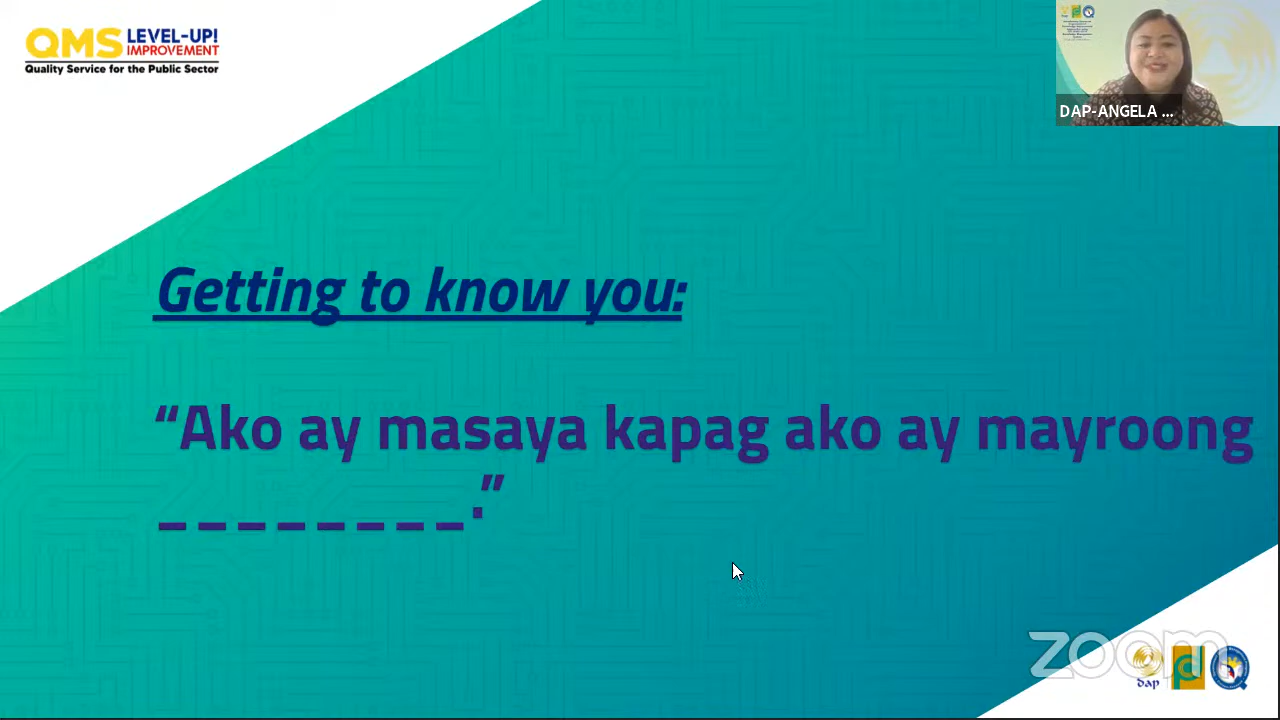 QMS LEVEL-UP!
IMPROVEMENT
Quality Service for the Public Sector
DAP-ANGELA ...
Getting to know you:
“Ako ay masaya kapag ako ay mayroong
_ _ _ _ _ _ _ _.”
zoom
dap